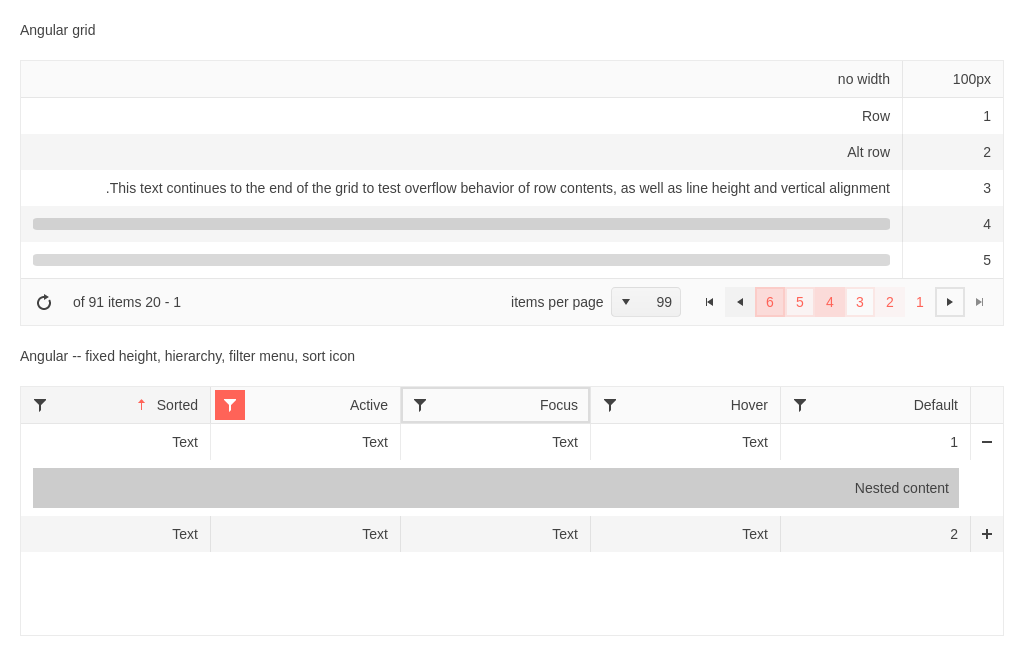 Angular grid
no width 100px
Row 1
Alt row 2
.This text continues to the end of the grid to test overflow behavior of row contents, as well as line height and vertical alignment 3
4
5
of 91 items 20 - 1 items per page 99 6 5 4 3 2 1
Angular -- fixed height, hierarchy, filter menu, sort icon
Sorted Active Focus Hover Default
Text Text Text Text 1
Nested content
Text Text Text Text 2